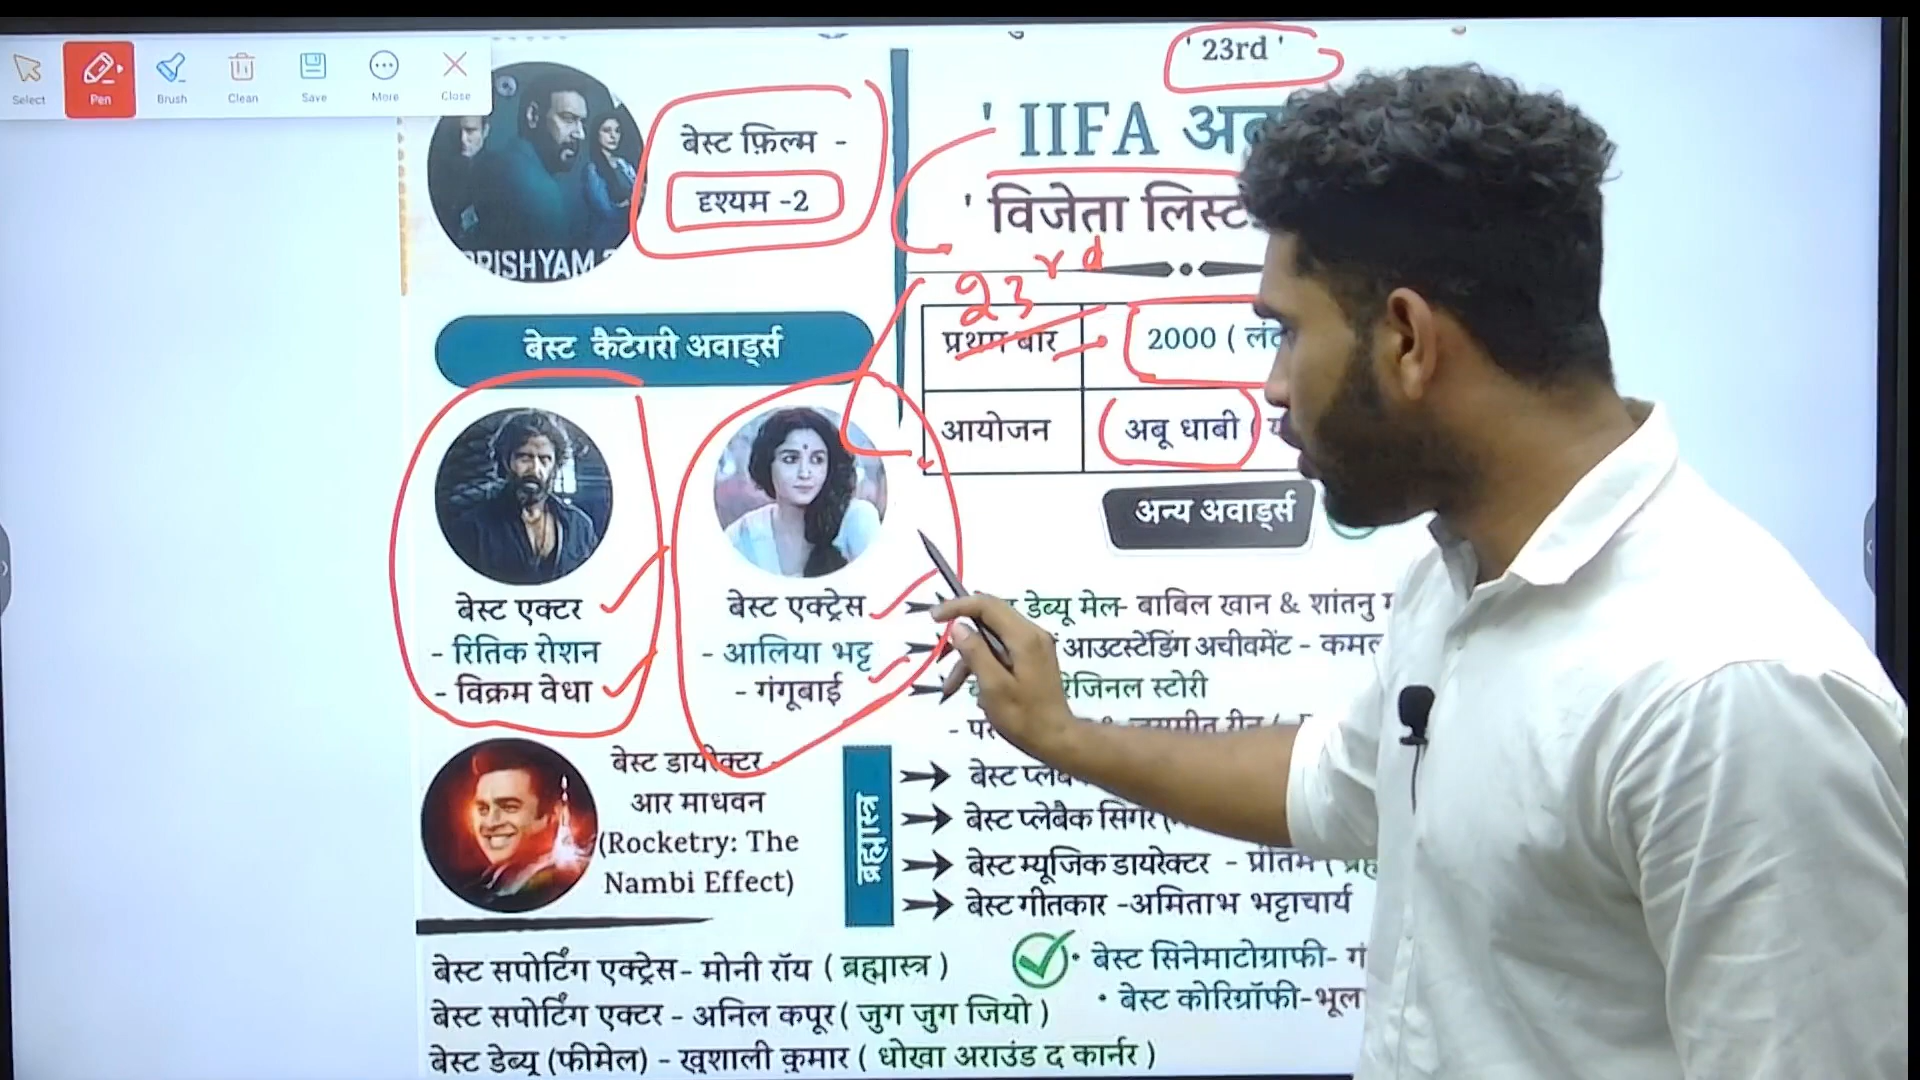 Select
Pen
Brush
Clean
Save
More
Close
' 23rd '
बेस्ट फ़िल्म -
दृश्यम -2
RISHYAM
' IIFA
' विजेता लिस्ट
23rd
प्रथम बार
2000 (
आयोजन
अबू धाबी (
बेस्ट कैटेगरी अवार्ड्स
अन्य अवार्ड्स
बेस्ट एक्टर
- रितिक रोशन
- विक्रम वेधा
बेस्ट एक्ट्रेस
- आलिया भट्ट
- गंगूबाई
डेब्यू मेल- बाबिल खान & शांतनु
आउटस्टेंडिंग अचीवमेंट -
स्टोरी
बेस्ट डायरेक्टर -
आर माधवन
(Rocketry: The
Nambi Effect)
ब्रह्मास्त्र
बेस्ट
बेस्ट प्लेबैक सिंगर
बेस्ट म्यूजिक डायरेक्टर - प्रीतम (
बेस्ट गीतकार -अमिताभ भट्टाचार्य
बेस्ट सपोर्टिंग एक्ट्रेस- मोनी रॉय ( ब्रह्मास्त्र )
बेस्ट सपोर्टिंग एक्टर - अनिल कपूर ( जुग जुग जियो )
बेस्ट डेब्यू (फीमेल) - खुशाली कुमार ( धोखा अराउंड द कार्नर )
• बेस्ट सिनेमाटोग्राफी-
• बेस्ट कोरिग्रॉफी-भूल